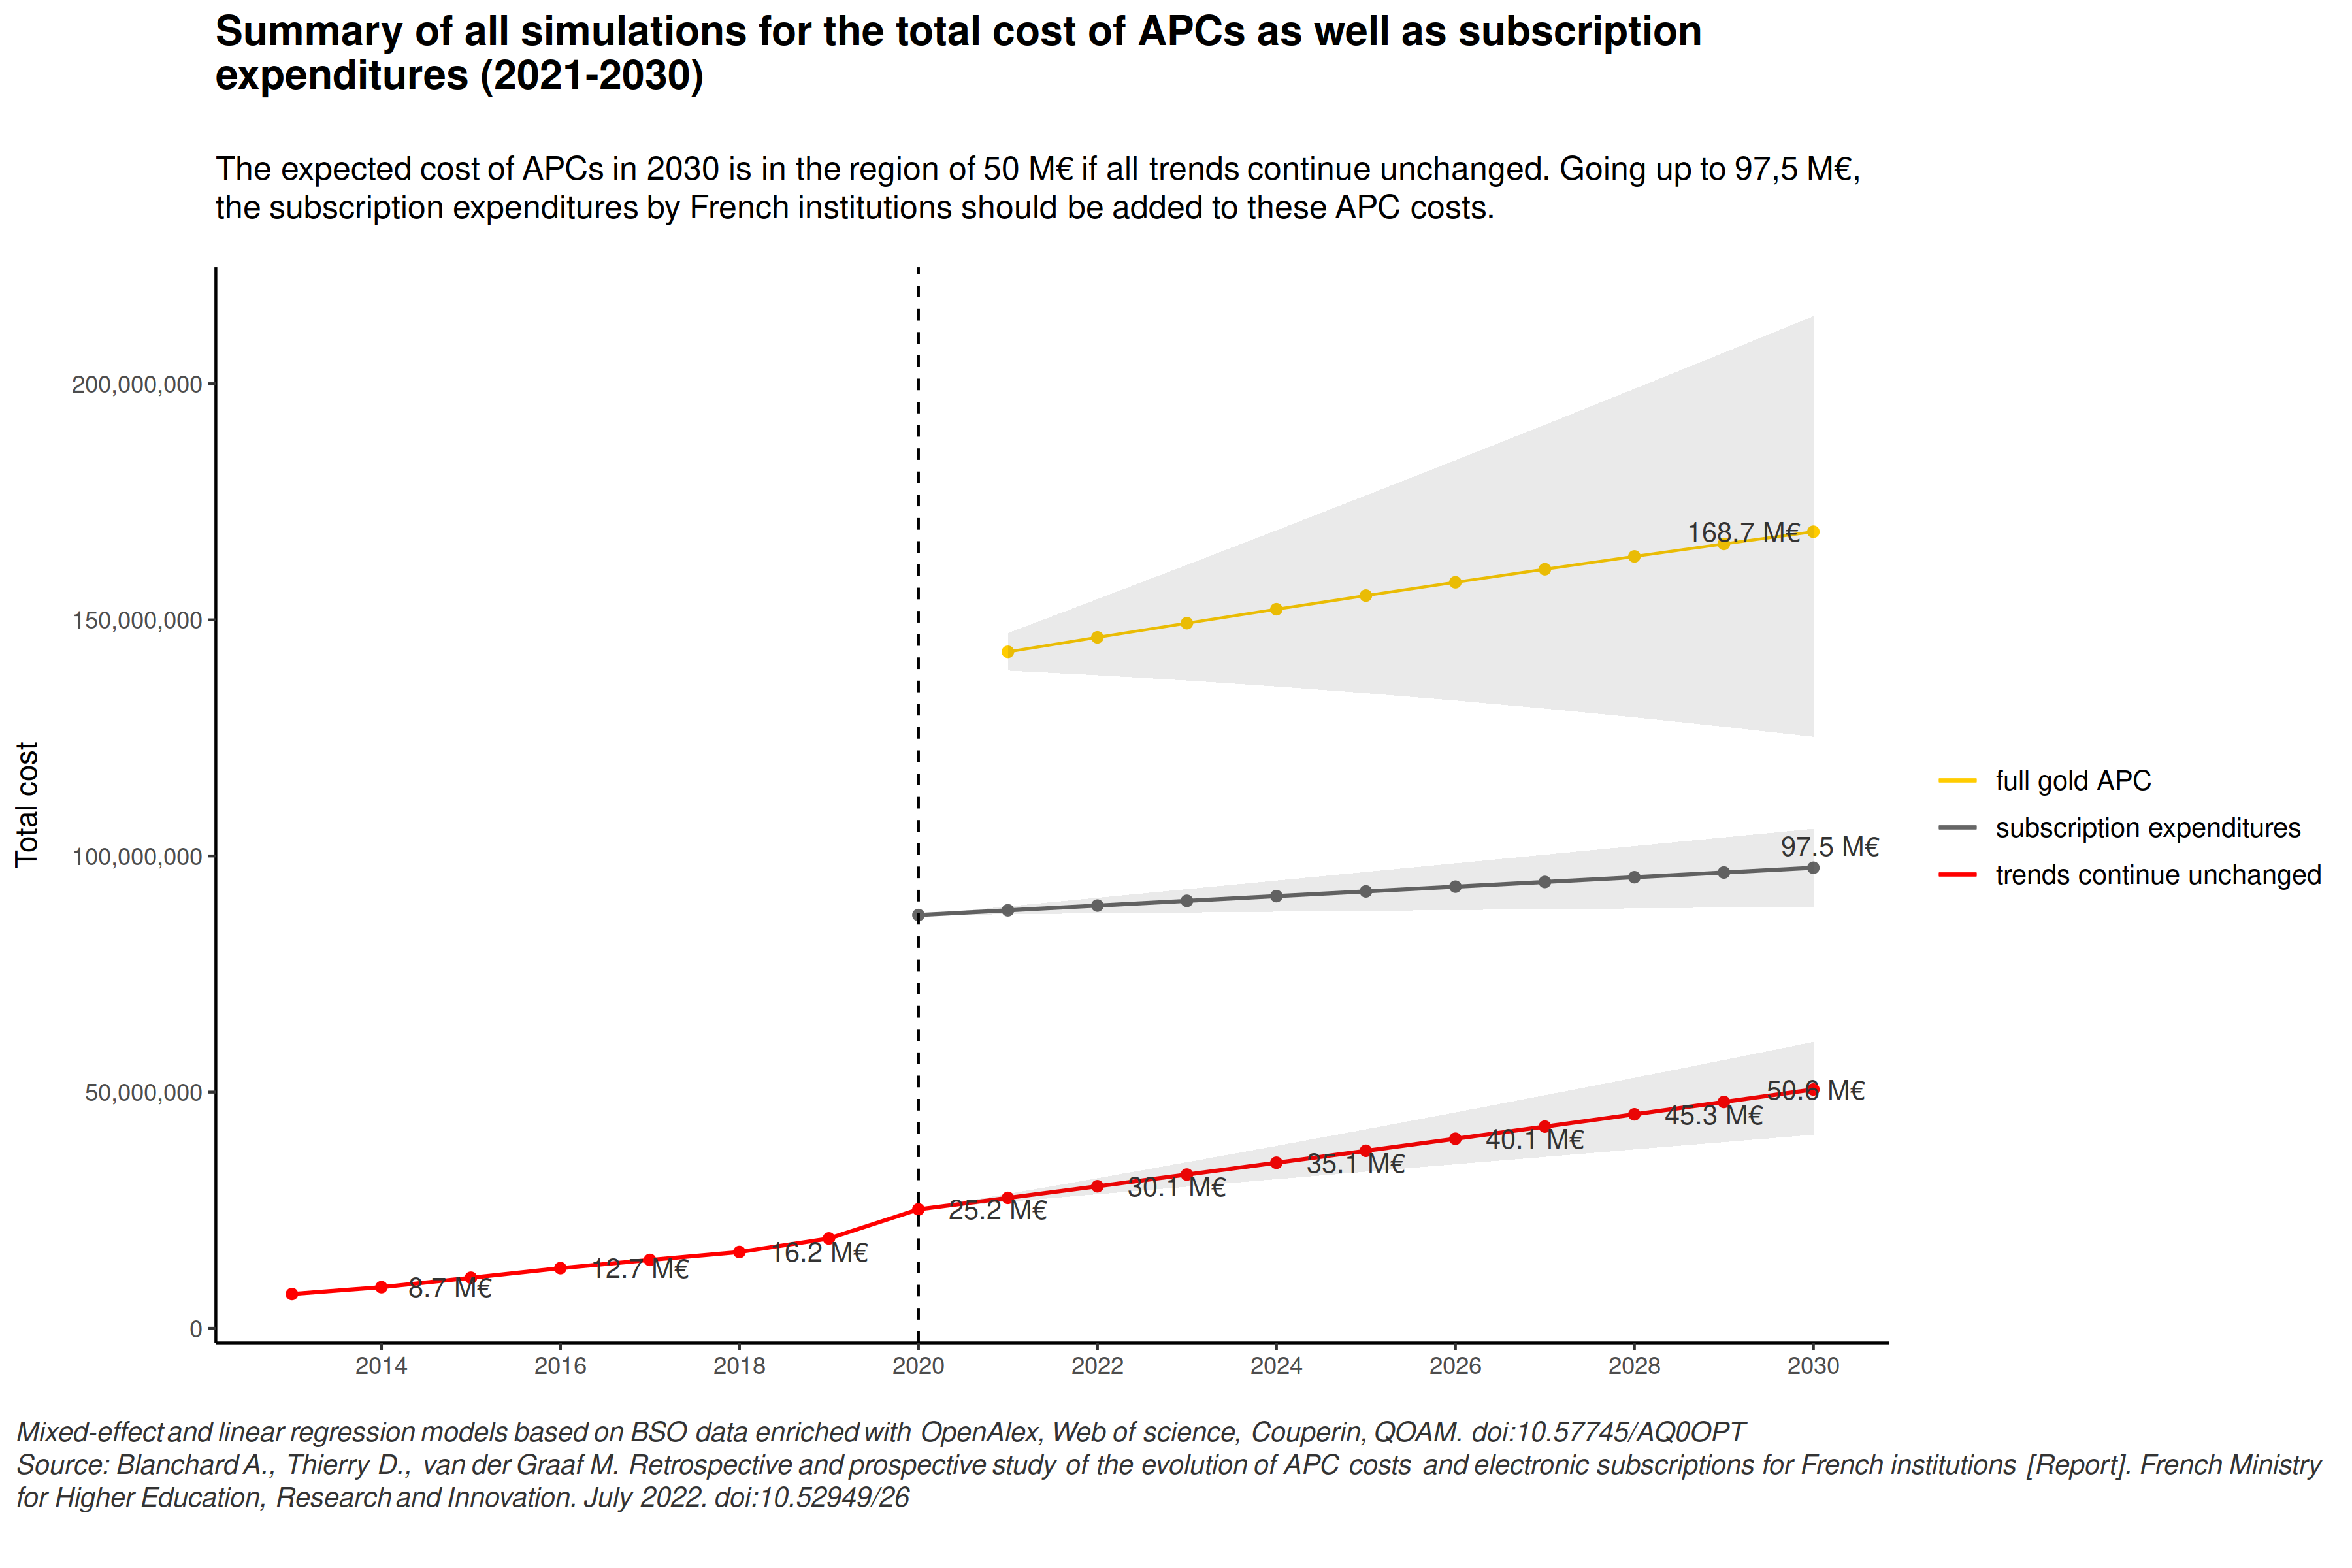 Summary of all simulations for the total cost of APCs as well as subscription
expenditures (2021-2030)
The expected cost of APCs in 2030 is in the region of 50 M€ if all trends continue unchanged. Going up to 97,5 M€,
the subscription expenditures by French institutions should be added to these APC costs.
Total cost
200,000,000
150,000,000
100,000,000
50,000,000
0
168.7 M€
97.5 M€
50.6 M€
45.3 M€
40.1 M€
35.1 M€
30.1 M€
25.2 M€
16.2 M€
12.7 M€
8.7 M€
full gold APC
subscription expenditures
trends continue unchanged
2014 2016 2018 2020 2022 2024 2026 2028 2030
Mixed-effect and linear regression models based on BSO data enriched with OpenAlex, Web of science, Couperin, QOAM. doi:10.57745/AQ0OPT
Source: Blanchard A., Thierry D., van der Graaf M. Retrospective and prospective study of the evolution of APC costs and electronic subscriptions for French institutions [Report]. French Ministry
for Higher Education, Research and Innovation. July 2022. doi:10.52949/26